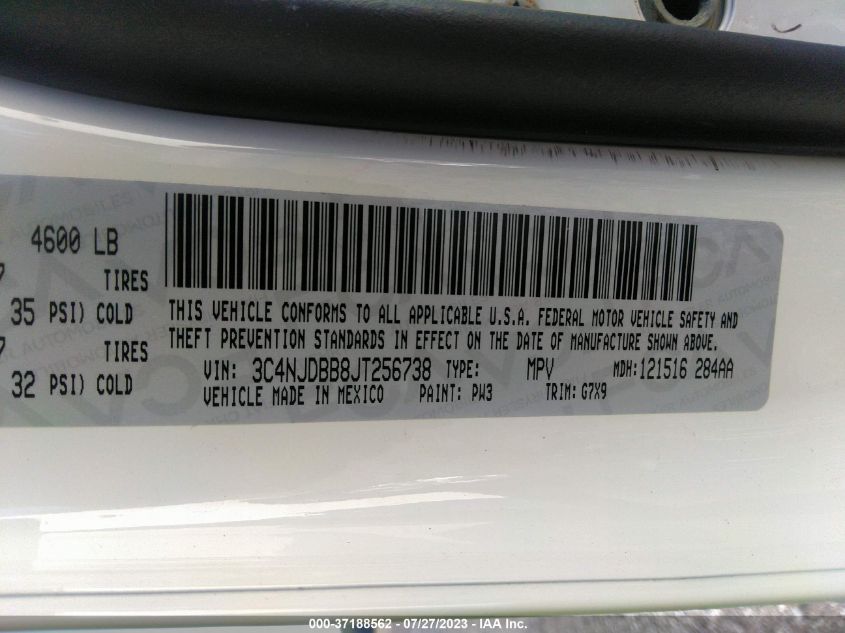 4600 LB
TIRES
35 PSI) COLD
TIRES
32 PSI) COLD
THIS VEHICLE CONFORMS TO ALL APPLICABLE U.S.A. FEDERAL MOTOR VEHICLE SAFETY AND
THEFT PREVENTION STANDARDS IN EFFECT ON THE DATE OF MANUFACTURE SHOWN ABOVE.
VIN: 3C4NJDBB8JT256738 TYPE: MPV MDH:121516 284AA
VEHICLE MADE IN MEXICO PAINT: PW3 TRIM: G7X9
000-37188562 - 07/27/2023 - IAA Inc.